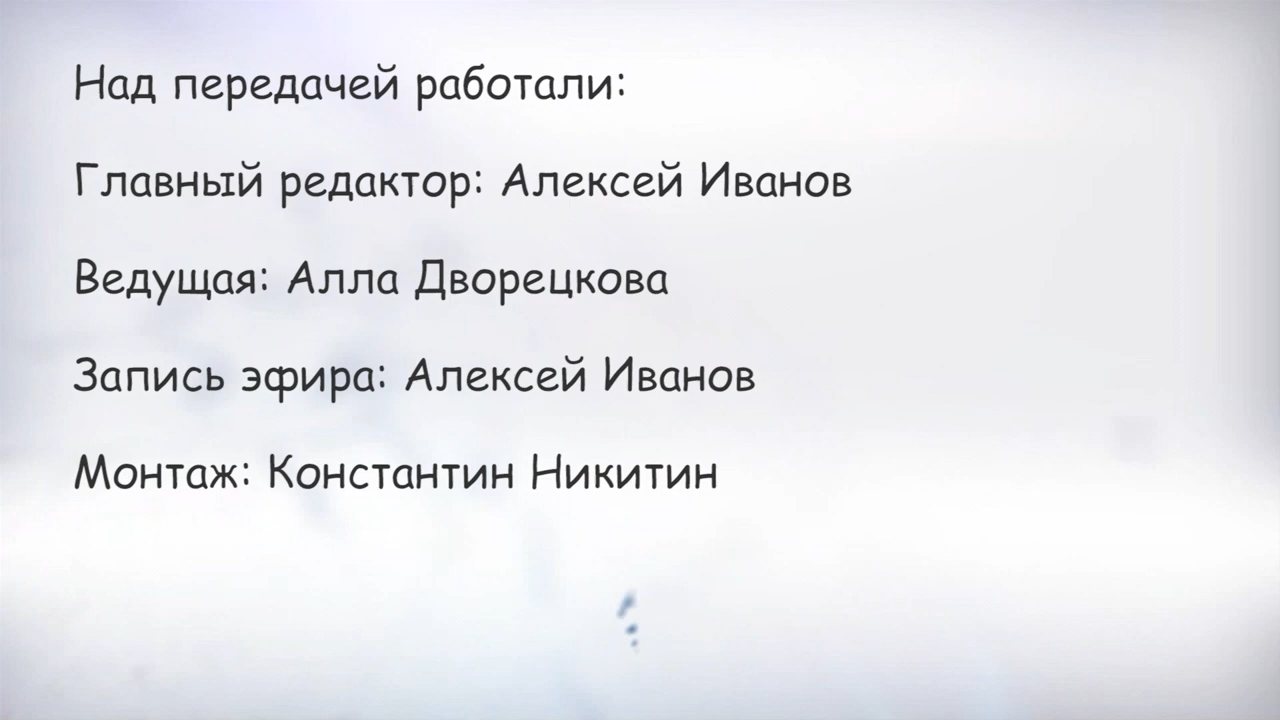 Над передачей работали:
Главный редактор: Алексей Иванов
Ведущая: Алла Дворецкова
Запись эфира: Алексей Иванов
Монтаж: Константин Никитин